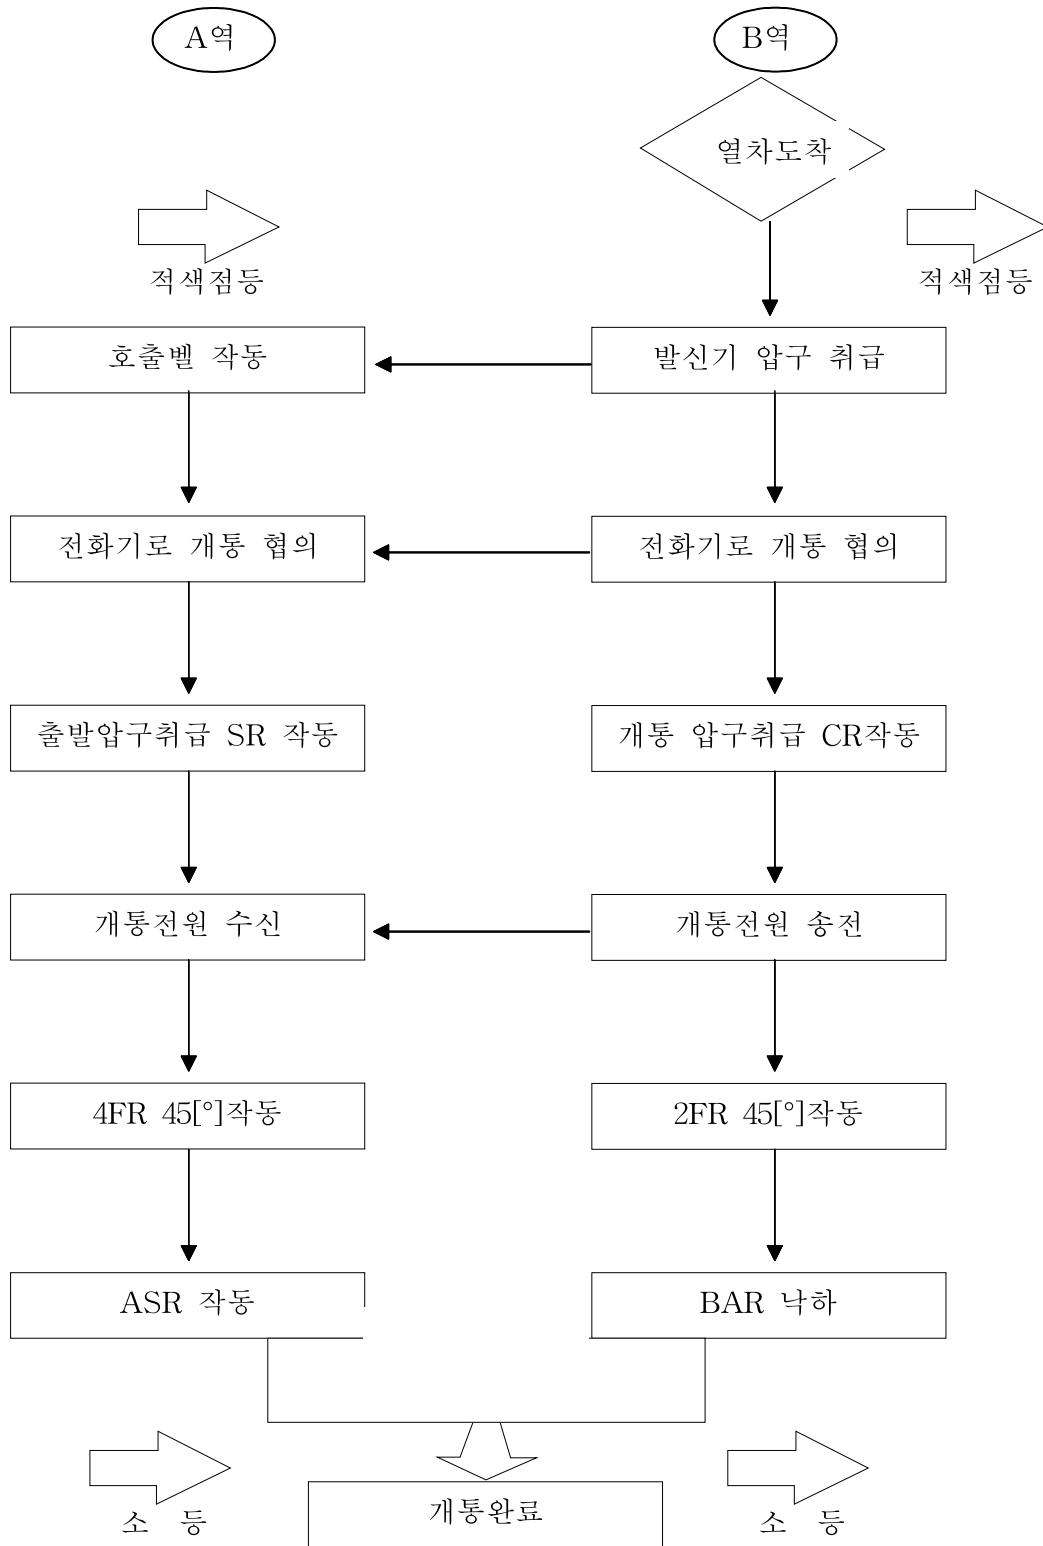 A역
B역
열차도착
적색점등
적색점등
호출벨 작동
발신기 압구 취급
전화기로 개통 협의
전화기로 개통 협의
출발압구취급 SR 작동
개통 압구취급 CR작동
개통전원 수신
개통전원 송전
4FR 45[°]작동
2FR 45[°]작동
ASR 작동
BAR 낙하
개통완료
소 등
소 등